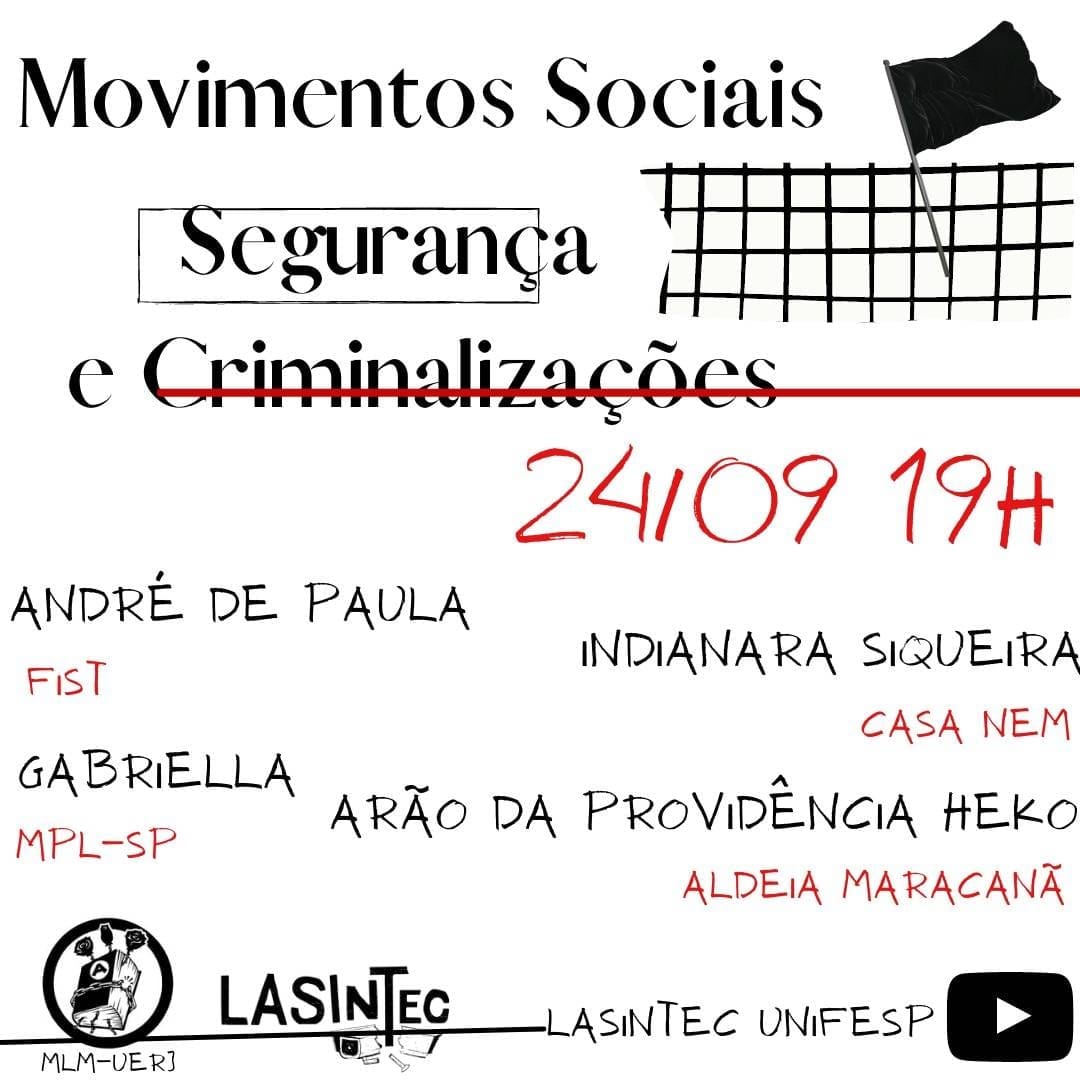 Movimentos Sociais
Segurança
e Criminalizações
24/09 19H
ANDRÉ DE PAULA
FIST
INDIANARA SIQUEIRA
CASA NEM
GABRIELLA
MPL-SP
ARÃO DA PROVIDÊNCIA HEKO
ALDEIA MARACANÃ
A
MLM-UERJ
LASINTEC
LASINTEC UNIFESP